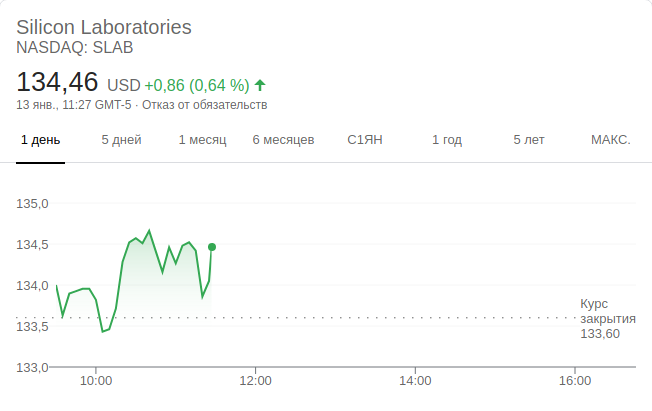 Silicon Laboratories
NASDAQ: SLAB
134,46 USD +0,86 (0,64 %)
13 янв., 11:27 GMT-5 · Отказ от обязательств
1 день 5 дней 1 месяц 6 месяцев С1ЯН 1 год 5 лет МАКС.
135,0
134,5
134,0
133,5
133,0
Курс
закрытия
133,60
10:00 12:00 14:00 16:00